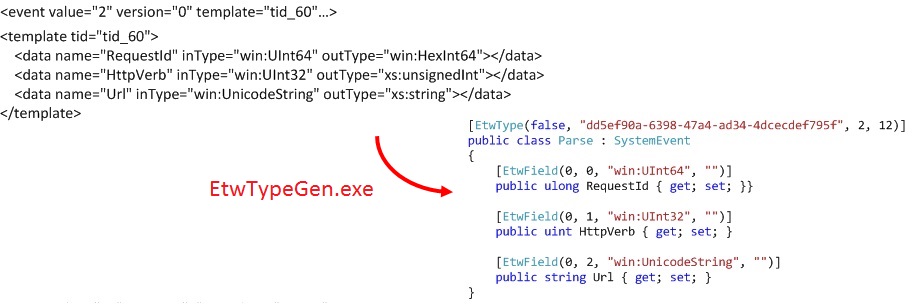 <event value="2" version="0" template="tid_60"…>
<template tid="tid_60">
<data name="RequestId" inType="win:UInt64" outType="win:HexInt64"></data>
<data name="HttpVerb" inType="win:UInt32" outType="xs:unsignedInt"></data>
<data name="Url" inType="win:UnicodeString" outType="xs:string"></data>
</template>
EtwTypeGen.exe
[EtwType(false, "dd5ef90a-6398-47a4-ad34-4dcecdef795f", 2, 12)]
public class Parse : SystemEvent
{
[EtwField(0, 0, "win:UInt64", "")]
public ulong RequestId { get; set; }}
[EtwField(0, 1, "win:UInt32", "")]
public uint HttpVerb { get; set; }
[EtwField(0, 2, "win:UnicodeString", "")]
public string Url { get; set; }
}